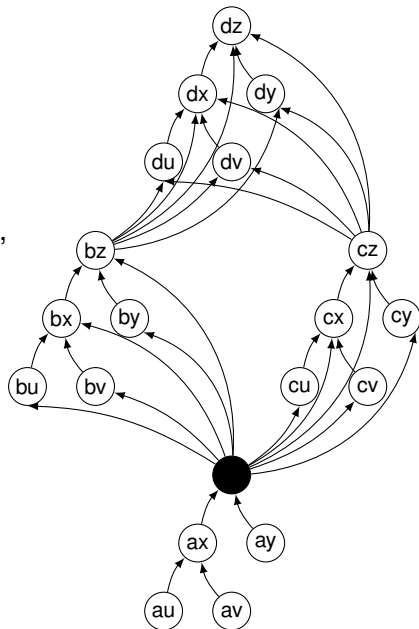 dz
dx dy
du dv
,
bz cz
bx by cx cy
bu bv cu cv
ax ay
au av